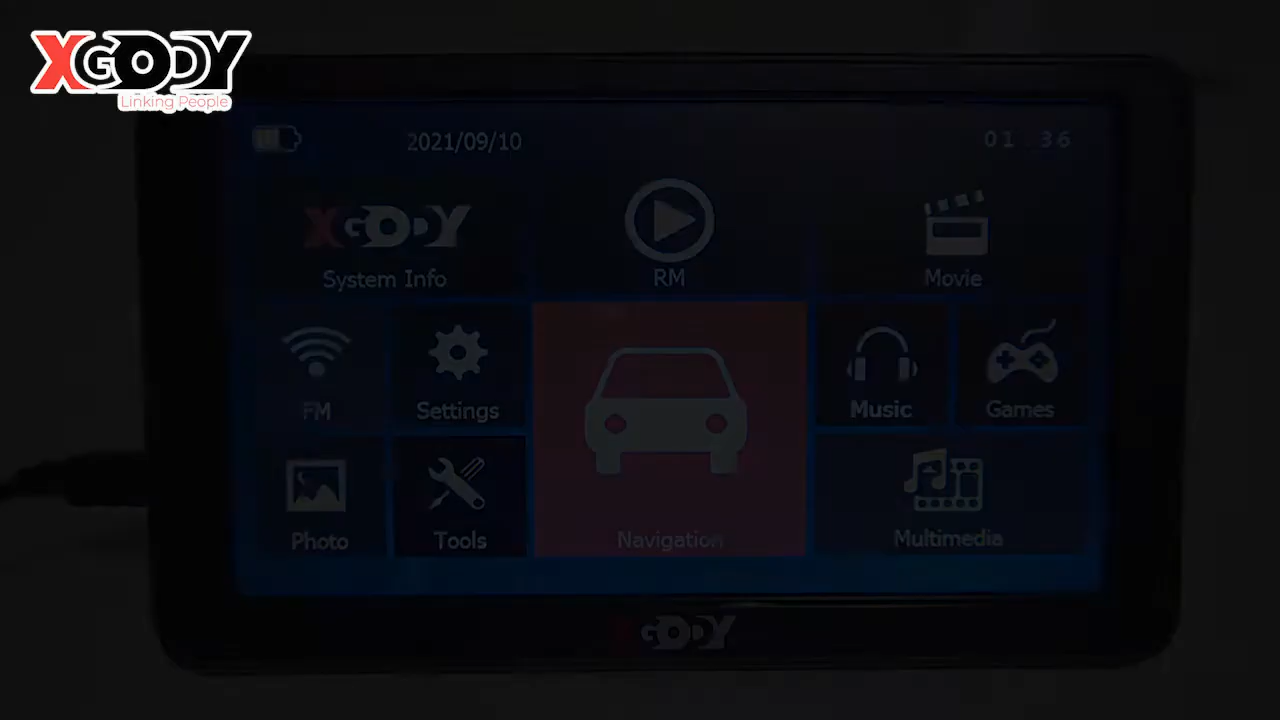 XGODY
Linking People
2021/09/10
01:36
XGODY
System Info
RM
Movie
FM
Settings
Navigation
Music
Games
Photo
Tools
Multimedia
XGODY